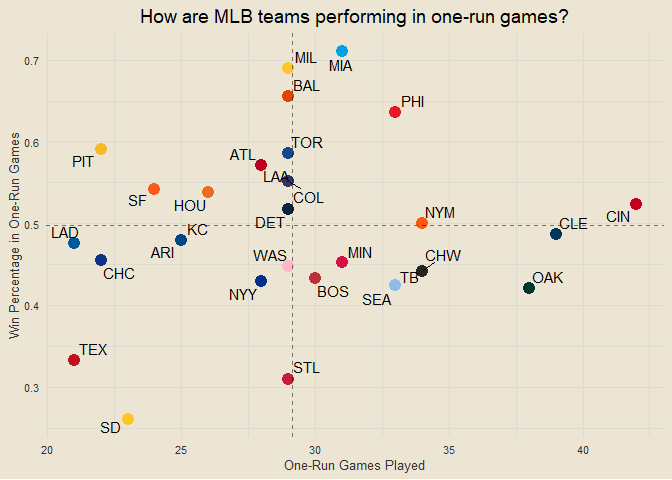 How are MLB teams performing in one-run games?
Win Percentage in One-Run Games
0.7
0.6
0.5
0.4
0.3
MIL
MIA
BAL
PHI
TOR
ATL
PIT
LAA
SF
HOU
COL
DET
NYM
CIN
CLE
KC
LAD
ARI
WAS
MIN
CHW
CHC
TB
OAK
NYY
BOS
SEA
TEX
STL
SD
20
25
30
35
40
One-Run Games Played